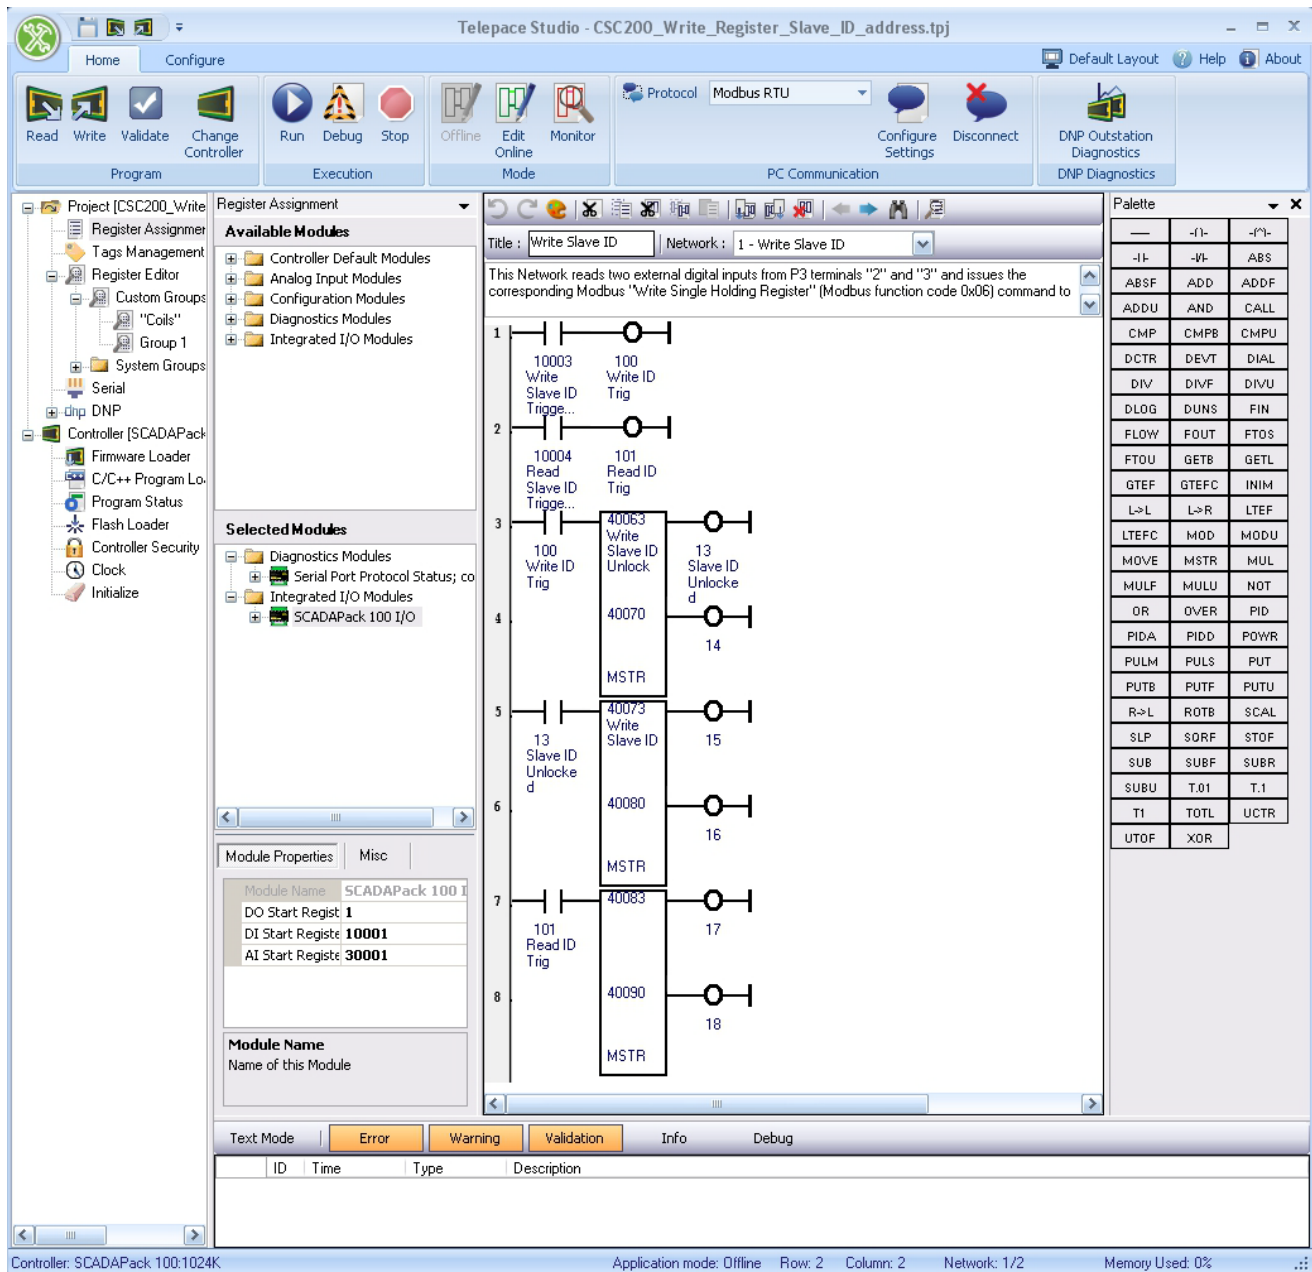 Telepace Studio - CSC200_Write_Register_Slave_ID_address.tpj
Home Configure Default Layout Help About
Read Write Validate Change Controller
Run Debug Stop
Offline Edit Online Monitor
Protocol Modbus RTU
Configure Settings Disconnect
DNP Outstation Diagnostics
Program Execution Mode PC Communication DNP Diagnostics
Project [CSC200_Write
Register Assignmer
Tags Management
Register Editor
Custom Groups
"Coils"
Group 1
System Groups
Serial
dnp DNP
Controller [SCADAPack
Firmware Loader
C/C++ Program Lo
Program Status
Flash Loader
Controller Security
Clock
Initialize
Register Assignment
Available Modules
Controller Default Modules
Analog Input Modules
Configuration Modules
Diagnostics Modules
Integrated I/O Modules
Selected Modules
Diagnostics Modules
Serial Port Protocol Status; co
Integrated I/O Modules
SCADAPack 100 I/O
Module Properties Misc
Module Name SCADAPack 100 I
DO Start Regist 1
DI Start Registe 10001
AI Start Registe 30001
Module Name
Name of this Module
Title : Write Slave ID Network : 1 - Write Slave ID
This Network reads two external digital inputs from P3 terminals "2" and "3" and issues the
corresponding Modbus "Write Single Holding Register" (Modbus function code 0x06) command to
1
10003 100
Write Write ID
Slave ID Trig
Trigge...
2
10004 101
Read Read ID
Slave ID Trig
Trigge...
3 40063
Write
100 Slave ID 13
Write ID Unlock Slave ID
Trig Unlocke
d
4 40070
14
MSTR
5 40073
Write
13 Slave ID 15
Slave ID
Unlocke
d
6 40080
16
MSTR
7 40083
101 17
Read ID
Trig
8 40090
18
MSTR
Palette
-( )- -(^)-
-| |- -|/|- ABS
ABSF ADD ADDF
ADDU AND CALL
CMP CMPB CMPU
DCTR DEVT DIAL
DIV DIVF DIVU
DLOG DUNS FIN
FLOW FOUT FTOS
FTOU GETB GETL
GTEF GTEFC INIM
L->L L->R LTEF
LTEFC MOD MODU
MOVE MSTR MUL
MULF MULU NOT
OR OVER PID
PIDA PIDD POWR
PULM PULS PUT
PUTB PUTF PUTU
R->L ROTB SCAL
SLP SQRF STOF
SUB SUBF SUBR
SUBU T.01 T.1
T1 TOTL UCTR
UTOF XOR
Text Mode Error Warning Validation Info Debug
ID Time Type Description
Controller: SCADAPack 100:1024K Application mode: Offline Row: 2 Column: 2 Network: 1/2 Memory Used: 0%